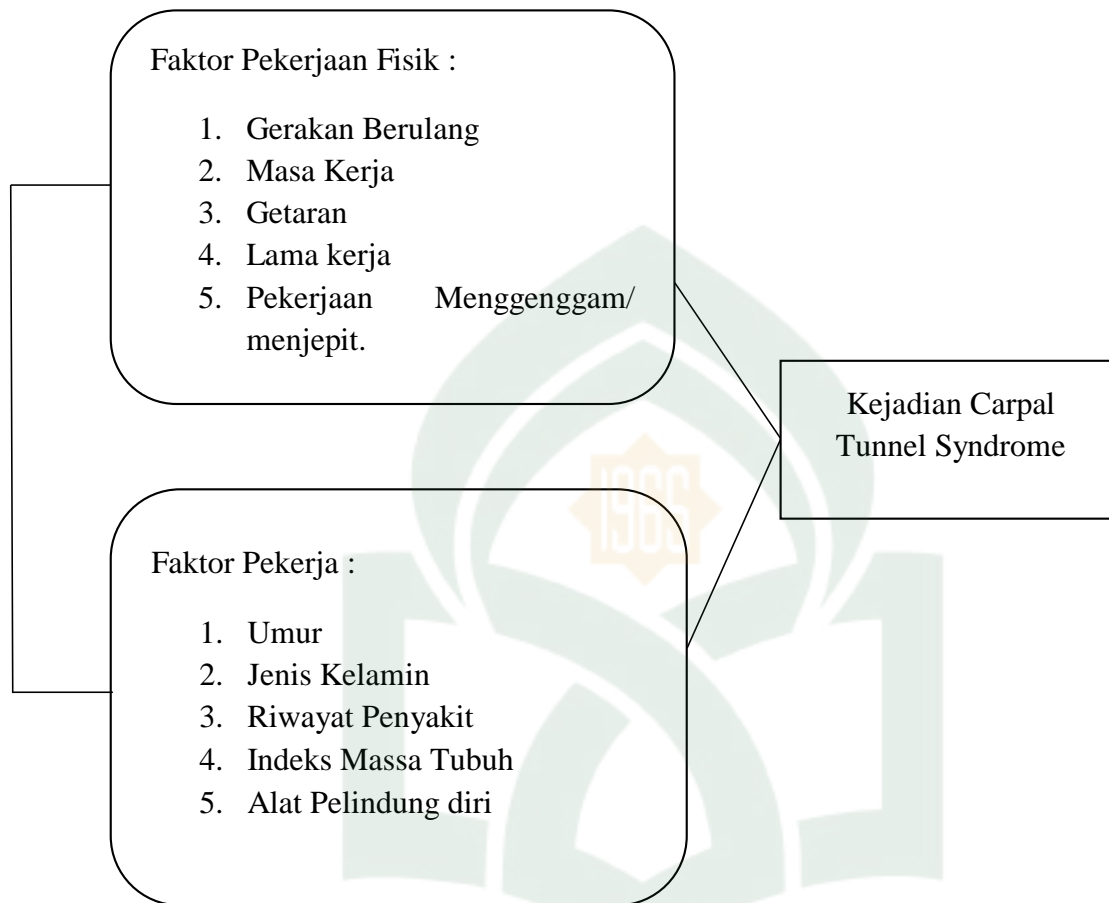 Faktor Pekerjaan Fisik :
1. Gerakan Berulang
2. Masa Kerja
3. Getaran
4. Lama kerja
5. Pekerjaan Menggenggam/
menjepit.
Kejadian Carpal
Tunnel Syndrome
1965
Faktor Pekerja :
1. Umur
2. Jenis Kelamin
3. Riwayat Penyakit
4. Indeks Massa Tubuh
5. Alat Pelindung diri